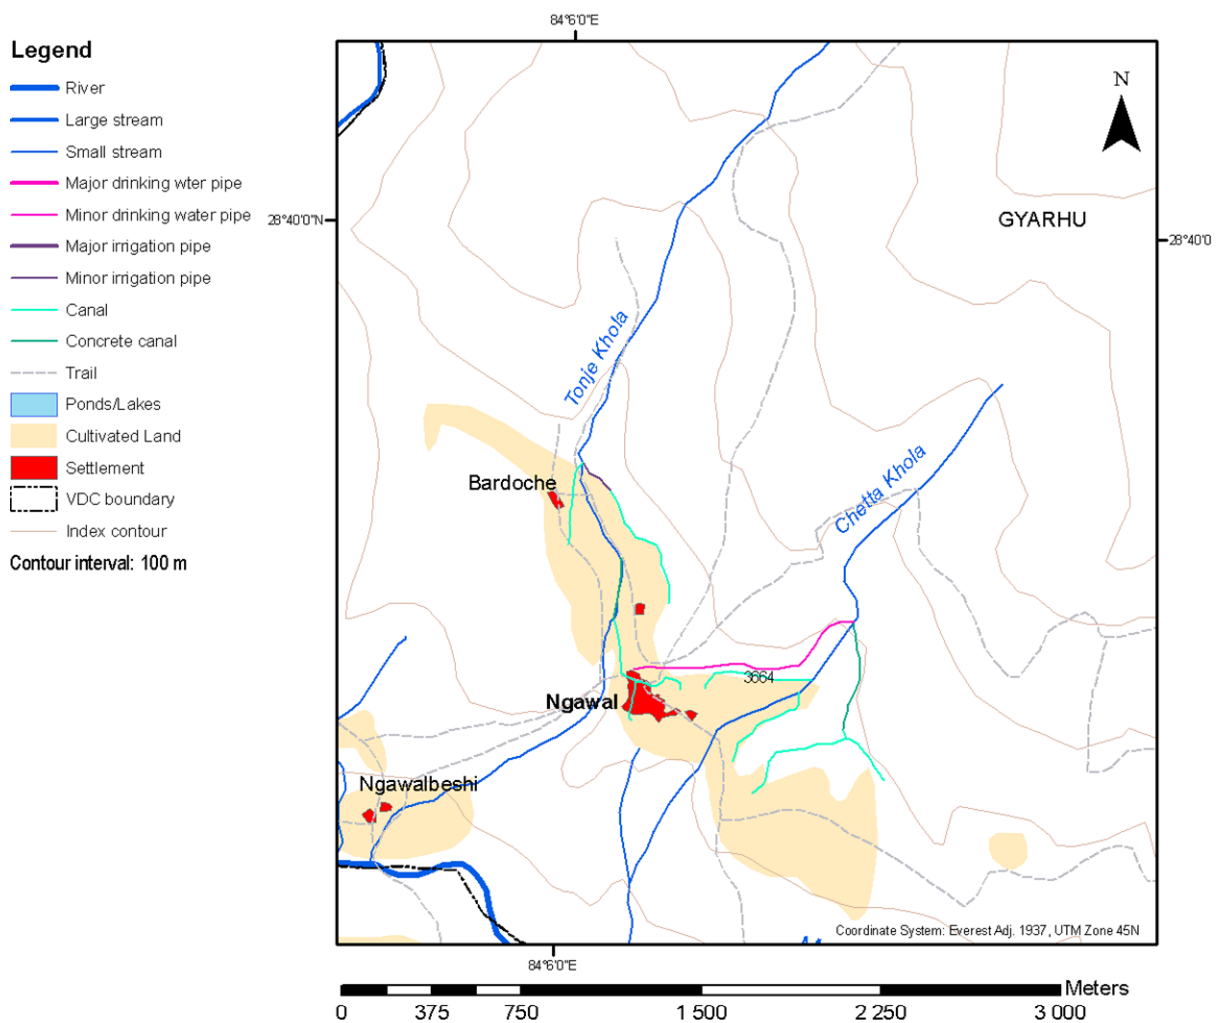 84°6'0"E
Legend
River
Large stream
Small stream
Major drinking wter pipe
Minor drinking water pipe
Major irrigation pipe
Minor irrigation pipe
Canal
Concrete canal
Trail
Ponds/Lakes
Cultivated Land
Settlement
VDC boundary
Index contour
Contour interval: 100 m
N
28°40'0"N
GYARHU
28°40'0
Tonje Khola
Chetta Khola
Bardoche
3664
Ngawal
Ngawalbeshi
Coordinate System: Everest Adj. 1937, UTM Zone 45N
84°6'0"E
Meters
0 375 750 1 500 2 250 3 000